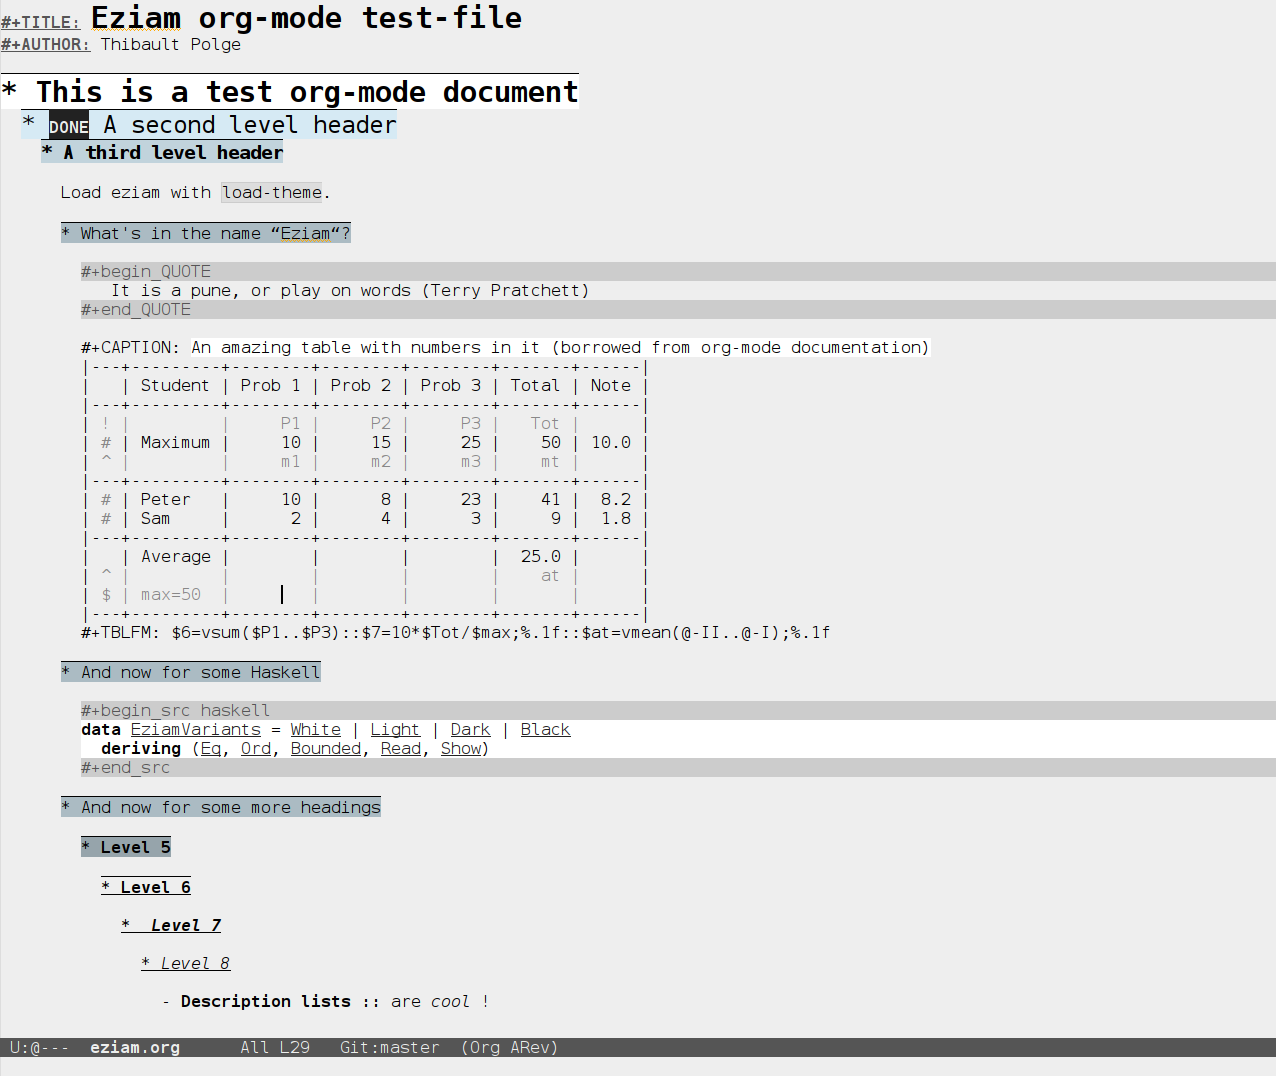 #+TITLE: Eziam org-mode test-file
#+AUTHOR: Thibault Polge
* This is a test org-mode document
* DONE A second level header
* A third level header
Load eziam with load-theme.
* What's in the name “Eziam“?
#+begin_QUOTE
It is a pune, or play on words (Terry Pratchett)
#+end_QUOTE
#+CAPTION: An amazing table with numbers in it (borrowed from org-mode documentation)
|---+---------+--------+--------+--------+-------+------|
|   | Student | Prob 1 | Prob 2 | Prob 3 | Total | Note |
|---+---------+--------+--------+--------+-------+------|
| ! |         |     P1 |     P2 |     P3 |   Tot |      |
| # | Maximum |     10 |     15 |     25 |    50 | 10.0 |
| ^ |         |     m1 |     m2 |     m3 |    mt |      |
|---+---------+--------+--------+--------+-------+------|
| # | Peter   |     10 |      8 |     23 |    41 |  8.2 |
| # | Sam     |      2 |      4 |      3 |     9 |  1.8 |
|---+---------+--------+--------+--------+-------+------|
|   | Average |        |        |        |  25.0 |      |
| ^ |         |        |        |        |    at |      |
| $ | max=50  |        |        |        |       |      |
|---+---------+--------+--------+--------+-------+------|
#+TBLFM: $6=vsum($P1..$P3)::$7=10*$Tot/$max;%.1f::$at=vmean(@-II..@-I);%.1f
* And now for some Haskell
#+begin_src haskell
data EziamVariants = White | Light | Dark | Black
deriving (Eq, Ord, Bounded, Read, Show)
#+end_src
* And now for some more headings
* Level 5
* Level 6
*  Level 7
* Level 8
- Description lists :: are cool !
U:@---  eziam.org      All L29   Git:master  (Org ARev)